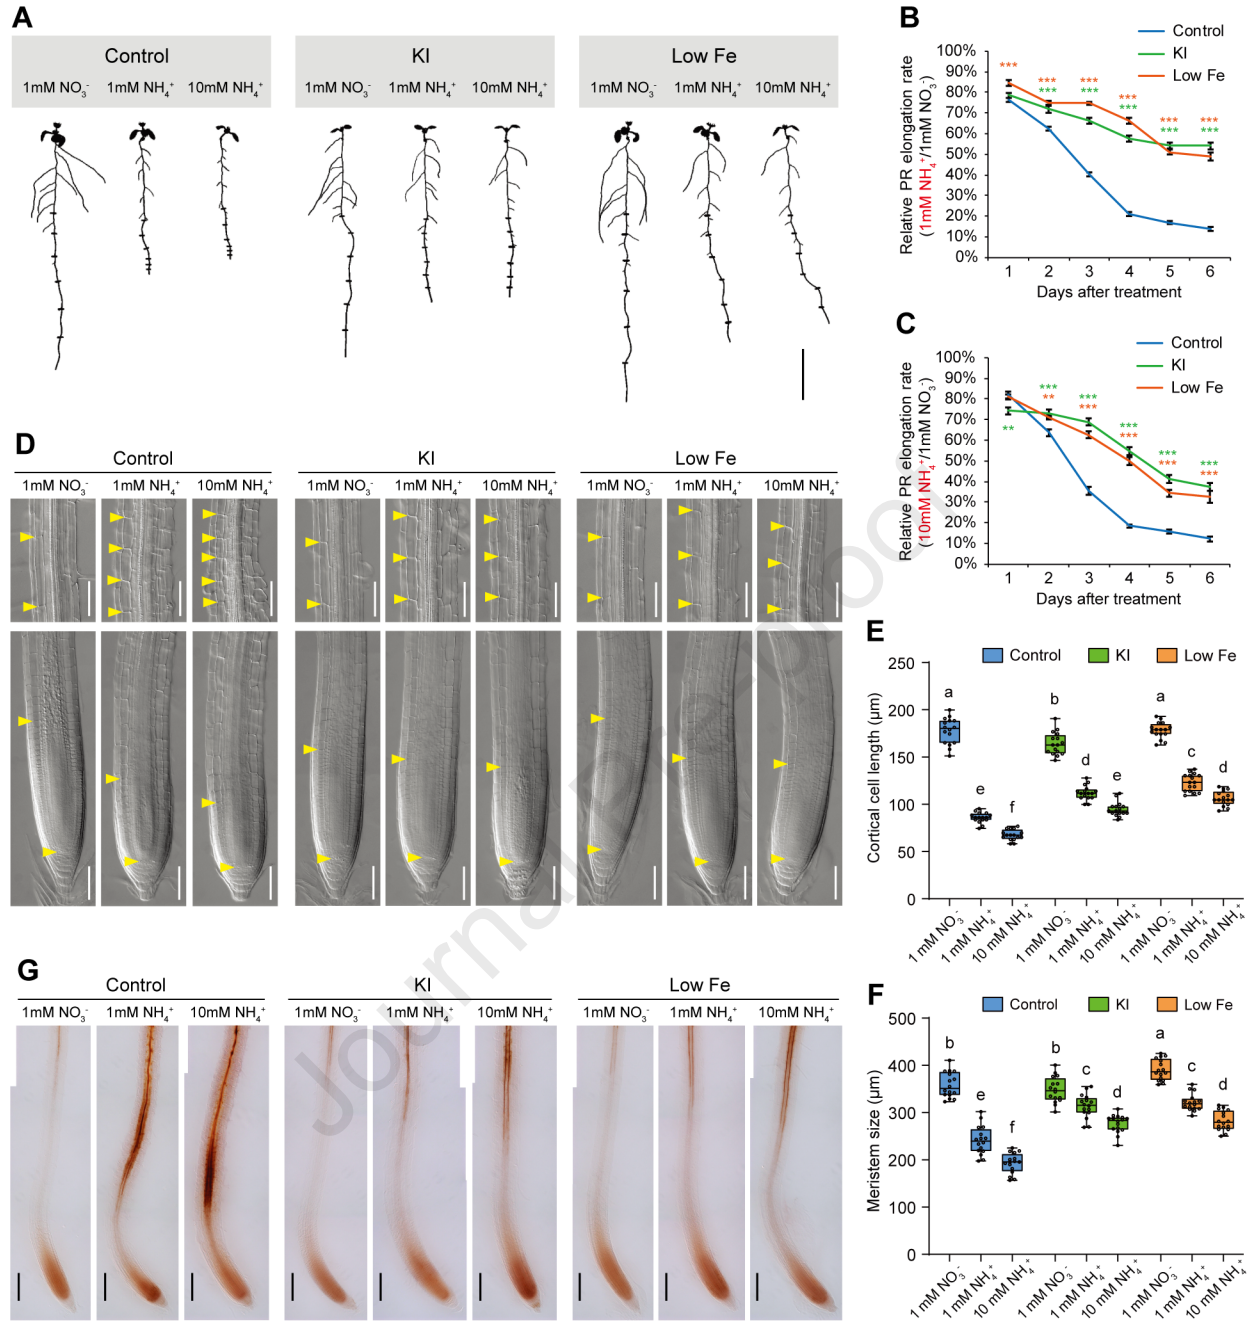 A
Control
KI
Low Fe
1mM NO₃⁻
1mM NH₄⁺
10mM NH₄⁺
1mM NO₃⁻
1mM NH₄⁺
10mM NH₄⁺
1mM NO₃⁻
1mM NH₄⁺
10mM NH₄⁺
B
Control
KI
Low Fe
100%
90%
80%
70%
60%
50%
40%
30%
20%
10%
0%
Relative PR elongation rate
(1mM NH₄⁺/1mM NO₃⁻)
***
***
***
***
***
***
***
***
***
***
***
1 2 3 4 5 6
Days after treatment
C
Control
KI
Low Fe
100%
90%
80%
70%
60%
50%
40%
30%
20%
10%
0%
Relative PR elongation rate
(10mM NH₄⁺/1mM NO₃⁻)
**
***
**
***
***
***
***
***
***
***
***
1 2 3 4 5 6
Days after treatment
D
Control
KI
Low Fe
1mM NO₃⁻
1mM NH₄⁺
10mM NH₄⁺
1mM NO₃⁻
1mM NH₄⁺
10mM NH₄⁺
1mM NO₃⁻
1mM NH₄⁺
10mM NH₄⁺
E
Control
KI
Low Fe
250
200
150
100
50
0
Cortical cell length (µm)
a
e
f
b
d
e
a
c
d
1 mM NO₃⁻
1 mM NH₄⁺
10 mM NH₄⁺
1 mM NO₃⁻
1 mM NH₄⁺
10 mM NH₄⁺
1 mM NO₃⁻
1 mM NH₄⁺
10 mM NH₄⁺
F
Control
KI
Low Fe
500
400
300
200
100
0
Meristem size (µm)
b
e
f
b
c
d
a
c
d
1 mM NO₃⁻
1 mM NH₄⁺
10 mM NH₄⁺
1 mM NO₃⁻
1 mM NH₄⁺
10 mM NH₄⁺
1 mM NO₃⁻
1 mM NH₄⁺
10 mM NH₄⁺
G
Control
KI
Low Fe
1mM NO₃⁻
1mM NH₄⁺
10mM NH₄⁺
1mM NO₃⁻
1mM NH₄⁺
10mM NH₄⁺
1mM NO₃⁻
1mM NH₄⁺
10mM NH₄⁺
Journal Pre-proof